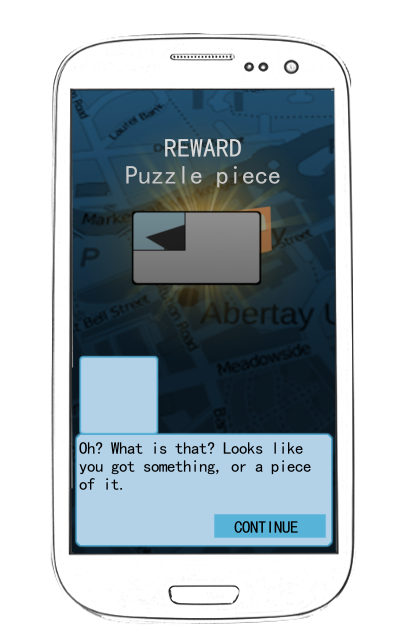 Laurel Bank
REWARD
Puzzle piece
Street
P
Bell Street
Abertay U
Meadowside
Oh? What is that? Looks like
you got something, or a piece
of it.
CONTINUE